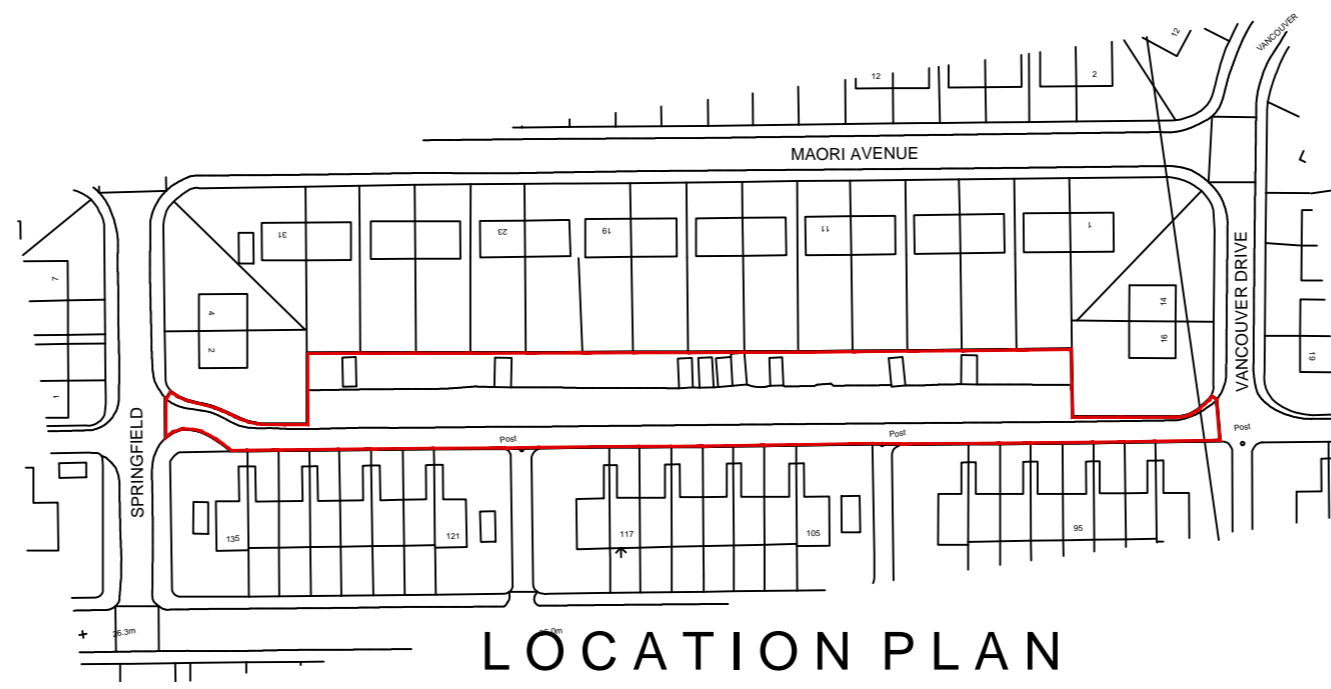 VANCOUVER
12
12
2
MAORI AVENUE
31
23
19
11
1
7
4
2
14
16
VANCOUVER DRIVE
19
1
SPRINGFIELD
Post
Post
Post
135
121
117
105
95
26.3m
LOCATION PLAN